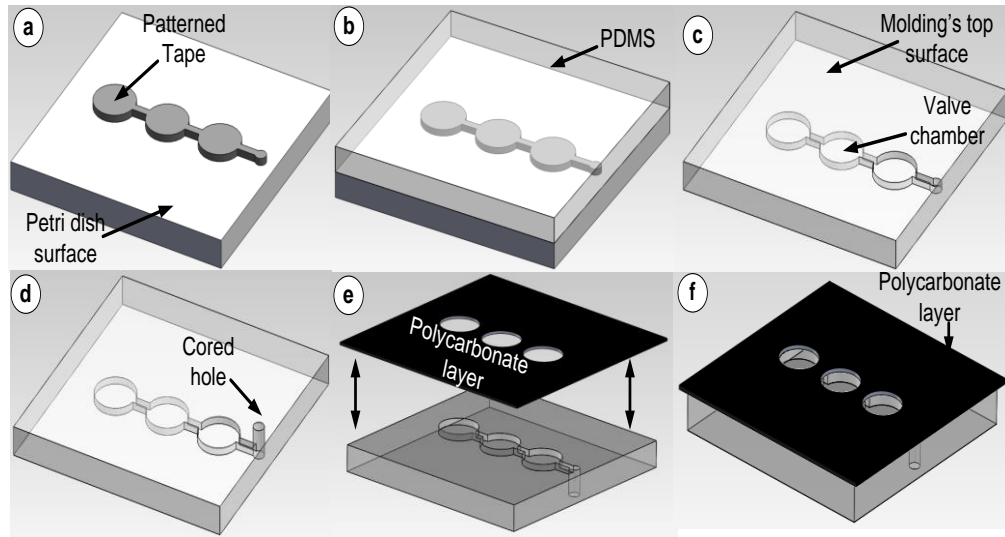 a
Patterned
Tape
Petri dish
surface
b
PDMS
c
Molding's top
surface
Valve
chamber
d
Cored
hole
e
Polycarbonate
layer
f
Polycarbonate
layer